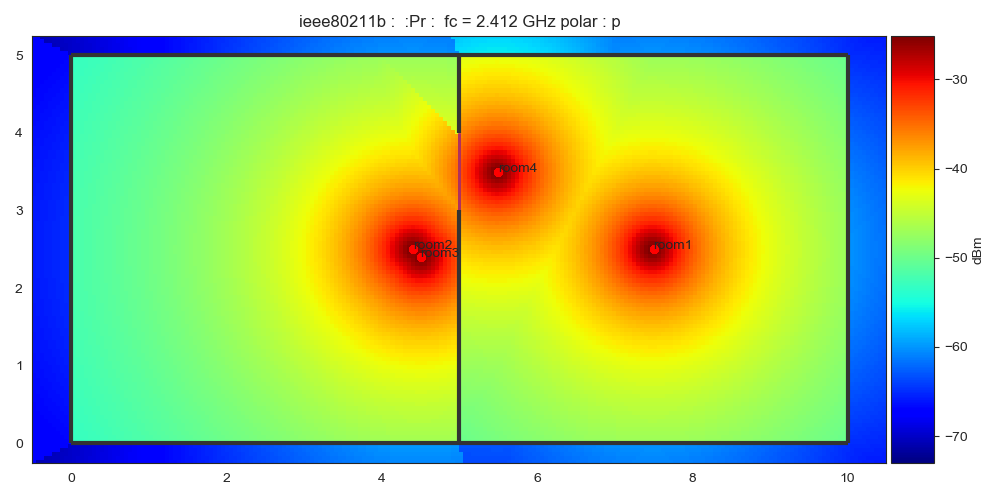 ieee80211b :  :Pr :  fc = 2.412 GHz polar : p
5
4
3
2
1
0
0
2
4
6
8
10
room4
room2
room3
room1
−30
−40
−50
−60
−70
dBm